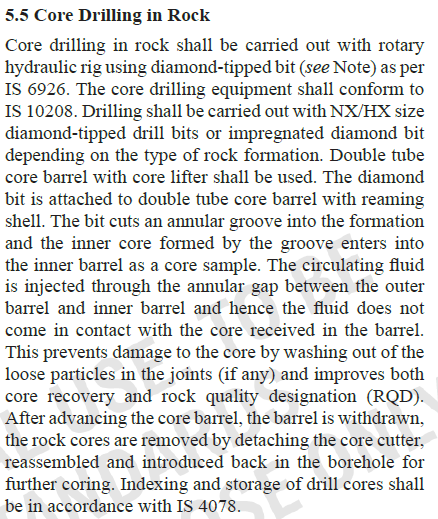 5.5 Core Drilling in Rock
Core drilling in rock shall be carried out with rotary
hydraulic rig using diamond-tipped bit (see Note) as per
IS 6926. The core drilling equipment shall conform to
IS 10208. Drilling shall be carried out with NX/HX size
diamond-tipped drill bits or impregnated diamond bit
depending on the type of rock formation. Double tube
core barrel with core lifter shall be used. The diamond
bit is attached to double tube core barrel with reaming
shell. The bit cuts an annular groove into the formation
and the inner core formed by the groove enters into
the inner barrel as a core sample. The circulating fluid
is injected through the annular gap between the outer
barrel and inner barrel and hence the fluid does not
come in contact with the core received in the barrel.
This prevents damage to the core by washing out of the
loose particles in the joints (if any) and improves both
core recovery and rock quality designation (RQD).
After advancing the core barrel, the barrel is withdrawn,
the rock cores are removed by detaching the core cutter,
reassembled and introduced back in the borehole for
further coring. Indexing and storage of drill cores shall
be in accordance with IS 4078.